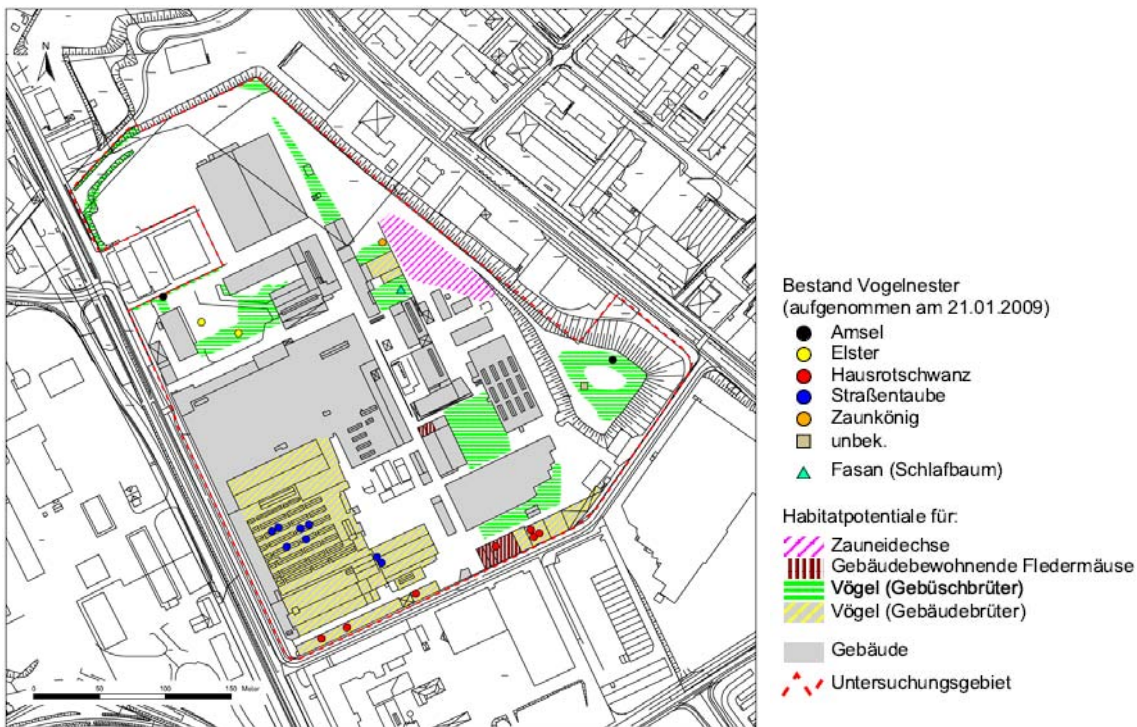 N
0 50 100 150 Meter
Bestand Vogelnester
(aufgenommen am 21.01.2009)
Amsel
Elster
Hausrotschwanz
Straßentaube
Zaunkönig
unbek.
Fasan (Schlafbaum)
Habitatpotentiale für:
Zauneidechse
Gebäudebewohnende Fledermäuse
Vögel (Gebüschbrüter)
Vögel (Gebäudebrüter)
Gebäude
Untersuchungsgebiet